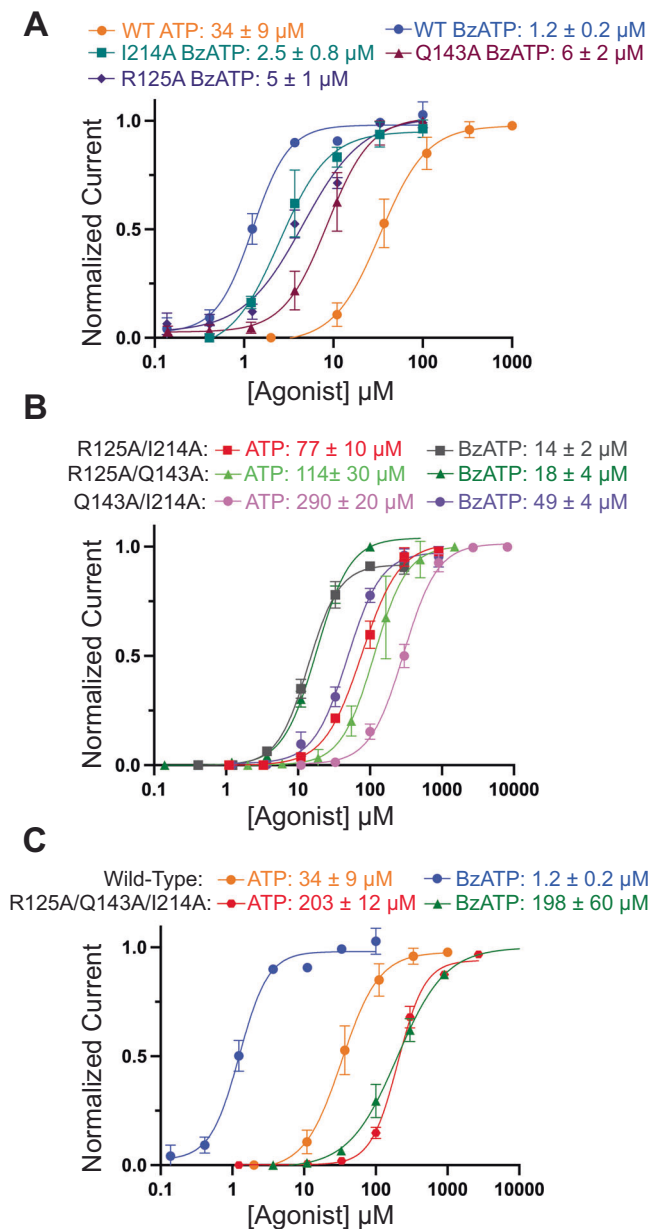 A
WT ATP: 34 ± 9 µM WT BzATP: 1.2 ± 0.2 µM
I214A BzATP: 2.5 ± 0.8 µM Q143A BzATP: 6 ± 2 µM
R125A BzATP: 5 ± 1 µM
Normalized Current
1.0
0.5
0.0
0.1 1 10 100 1000
[Agonist] µM
B
R125A/I214A: ATP: 77 ± 10 µM BzATP: 14 ± 2 µM
R125A/Q143A: ATP: 114± 30 µM BzATP: 18 ± 4 µM
Q143A/I214A: ATP: 290 ± 20 µM BzATP: 49 ± 4 µM
Normalized Current
1.0
0.5
0.0
0.1 1 10 100 1000 10000
[Agonist] µM
C
Wild-Type: ATP: 34 ± 9 µM BzATP: 1.2 ± 0.2 µM
R125A/Q143A/I214A: ATP: 203 ± 12 µM BzATP: 198 ± 60 µM
Normalized Current
1.0
0.5
0.0
0.1 1 10 100 1000 10000
[Agonist] µM